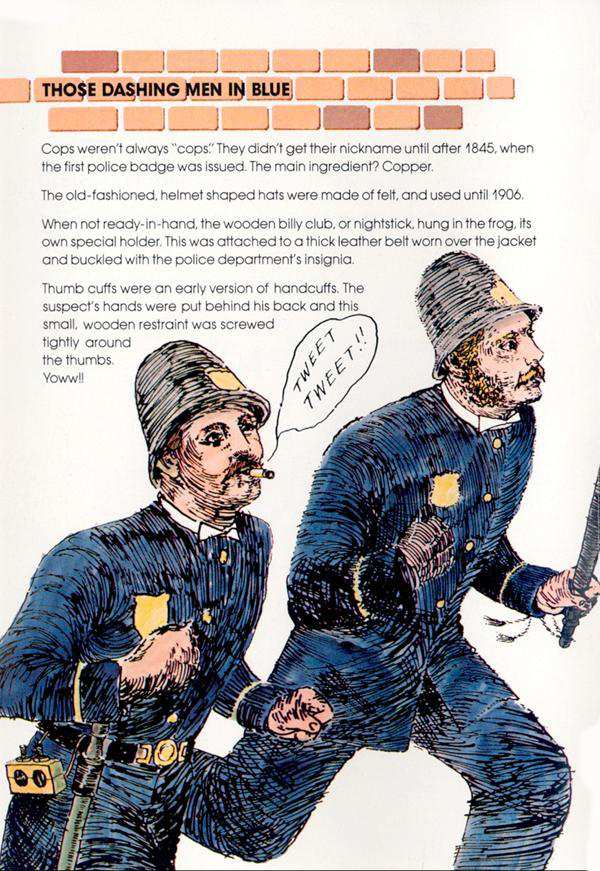 THOSE DASHING MEN IN BLUE
Cops weren't always "cops." They didn't get their nickname until after 1845, when
the first police badge was issued. The main ingredient? Copper.
The old-fashioned, helmet shaped hats were made of felt, and used until 1906.
When not ready-in-hand, the wooden billy club, or nightstick, hung in the frog, its
own special holder. This was attached to a thick leather belt worn over the jacket
and buckled with the police department's insignia.
Thumb cuffs were an early version of handcuffs. The
suspect's hands were put behind his back and this
small, wooden restraint was screwed
tightly around
the thumbs.
Yoww!!
TWEET
TWEET!!